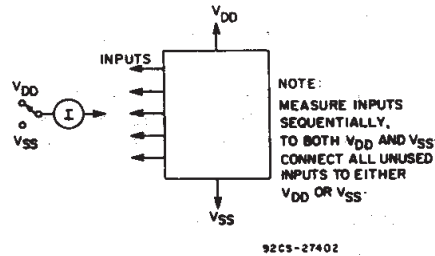 VDD
INPUTS
VDD
I
VSS
NOTE:
MEASURE INPUTS
SEQUENTIALLY,
TO BOTH VDD AND VSS.
CONNECT ALL UNUSED
INPUTS TO EITHER
VDD OR VSS.
VSS
92CS-27402